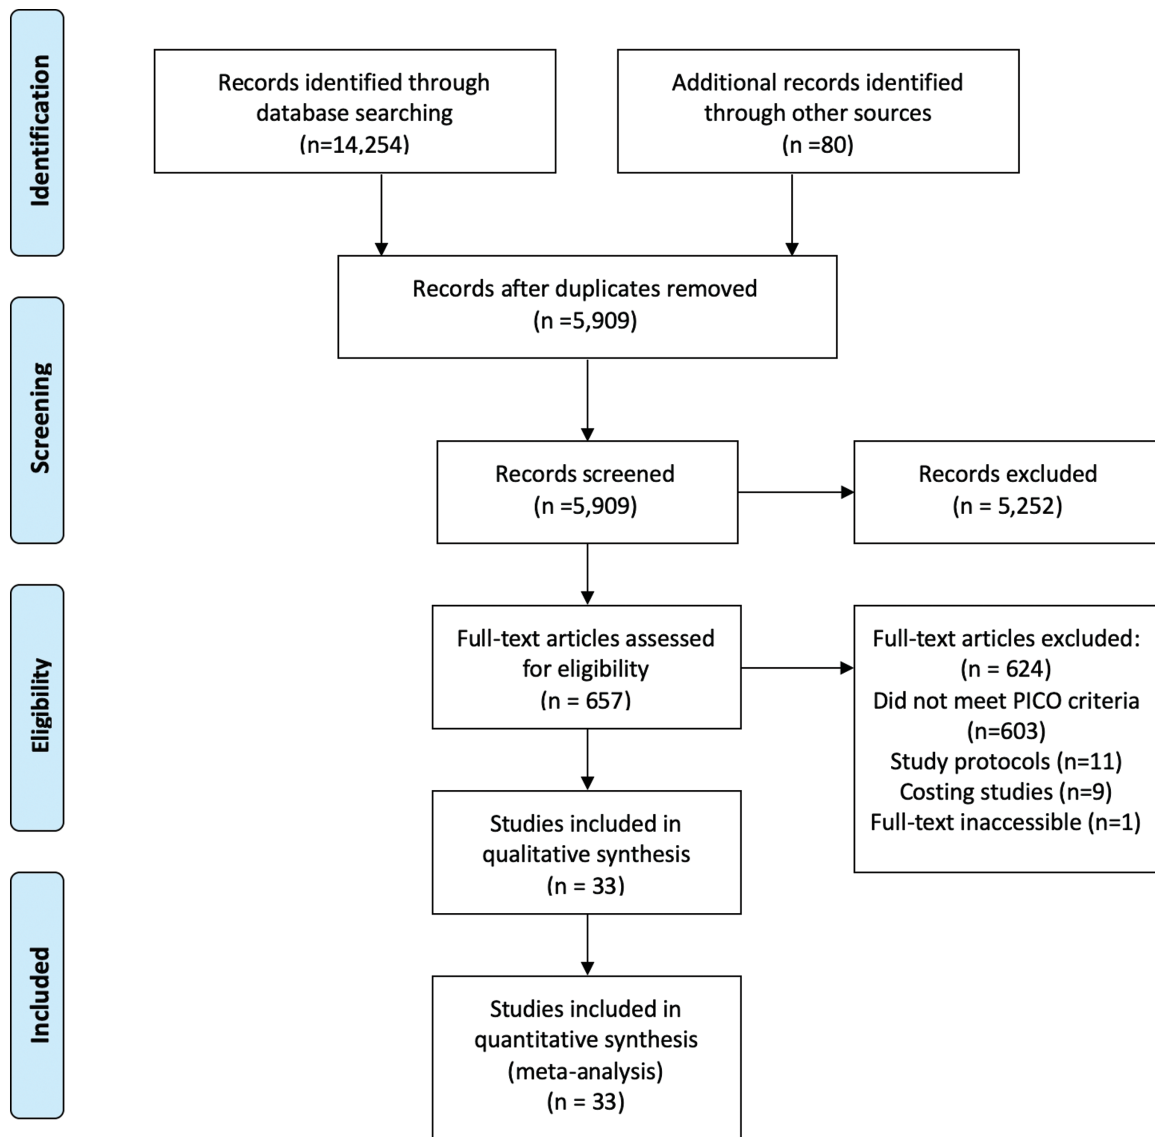 Identification
Records identified through
database searching
(n=14,254)
Additional records identified
through other sources
(n =80)
Records after duplicates removed
(n =5,909)
Screening
Records screened
(n =5,909)
Records excluded
(n = 5,252)
Eligibility
Full-text articles assessed
for eligibility
(n = 657)
Full-text articles excluded:
(n = 624)
Did not meet PICO criteria
(n=603)
Study protocols (n=11)
Costing studies (n=9)
Full-text inaccessible (n=1)
Studies included in
qualitative synthesis
(n = 33)
Included
Studies included in
quantitative synthesis
(meta-analysis)
(n = 33)